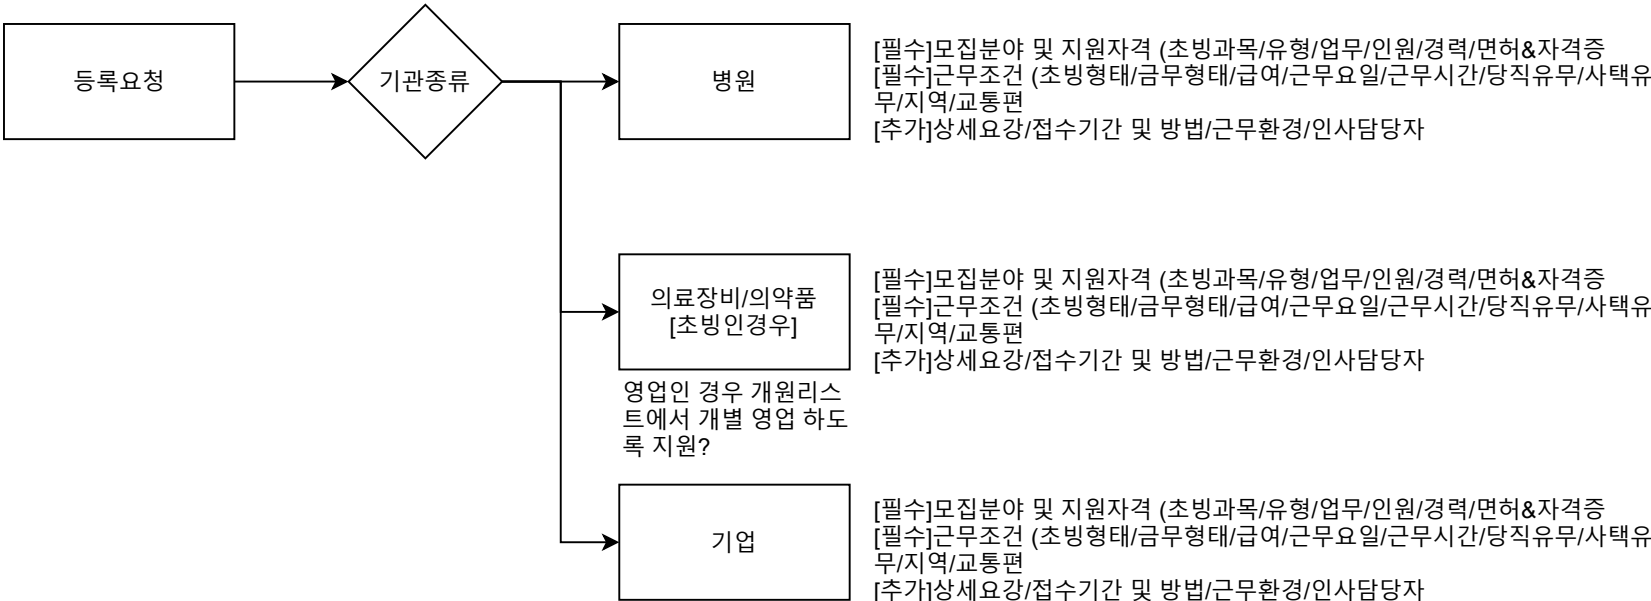 등록요청
기관종류
병원
[필수]모집분야 및 지원자격 (초빙과목/유형/업무/인원/경력/면허&자격증
[필수]근무조건 (초빙형태/금무형태/급여/근무요일/근무시간/당직유무/사택유
무/지역/교통편
[추가]상세요강/접수기간 및 방법/근무환경/인사담당자
의료장비/의약품
[초빙인경우]
[필수]모집분야 및 지원자격 (초빙과목/유형/업무/인원/경력/면허&자격증
[필수]근무조건 (초빙형태/금무형태/급여/근무요일/근무시간/당직유무/사택유
무/지역/교통편
[추가]상세요강/접수기간 및 방법/근무환경/인사담당자
영업인 경우 개원리스
트에서 개별 영업 하도
록 지원?
기업
[필수]모집분야 및 지원자격 (초빙과목/유형/업무/인원/경력/면허&자격증
[필수]근무조건 (초빙형태/금무형태/급여/근무요일/근무시간/당직유무/사택유
무/지역/교통편
[추가]상세요강/접수기간 및 방법/근무환경/인사담당자